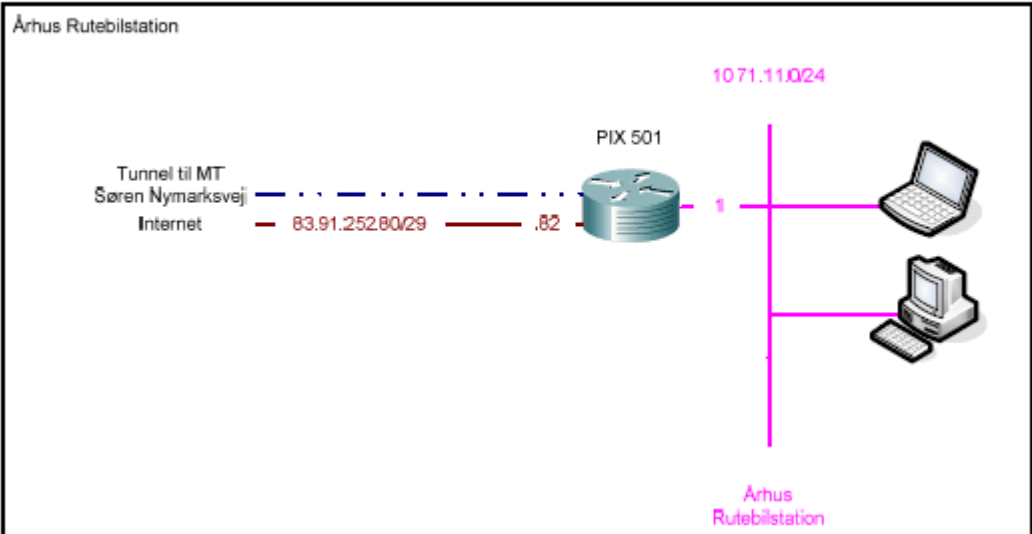 Århus Rutebilstation
10.71.11.0/24
PIX 501
Tunnel til MT
Søren Nymarksvej
Internet
83.91.252.80/29
.82
1
Århus
Rutebilstation